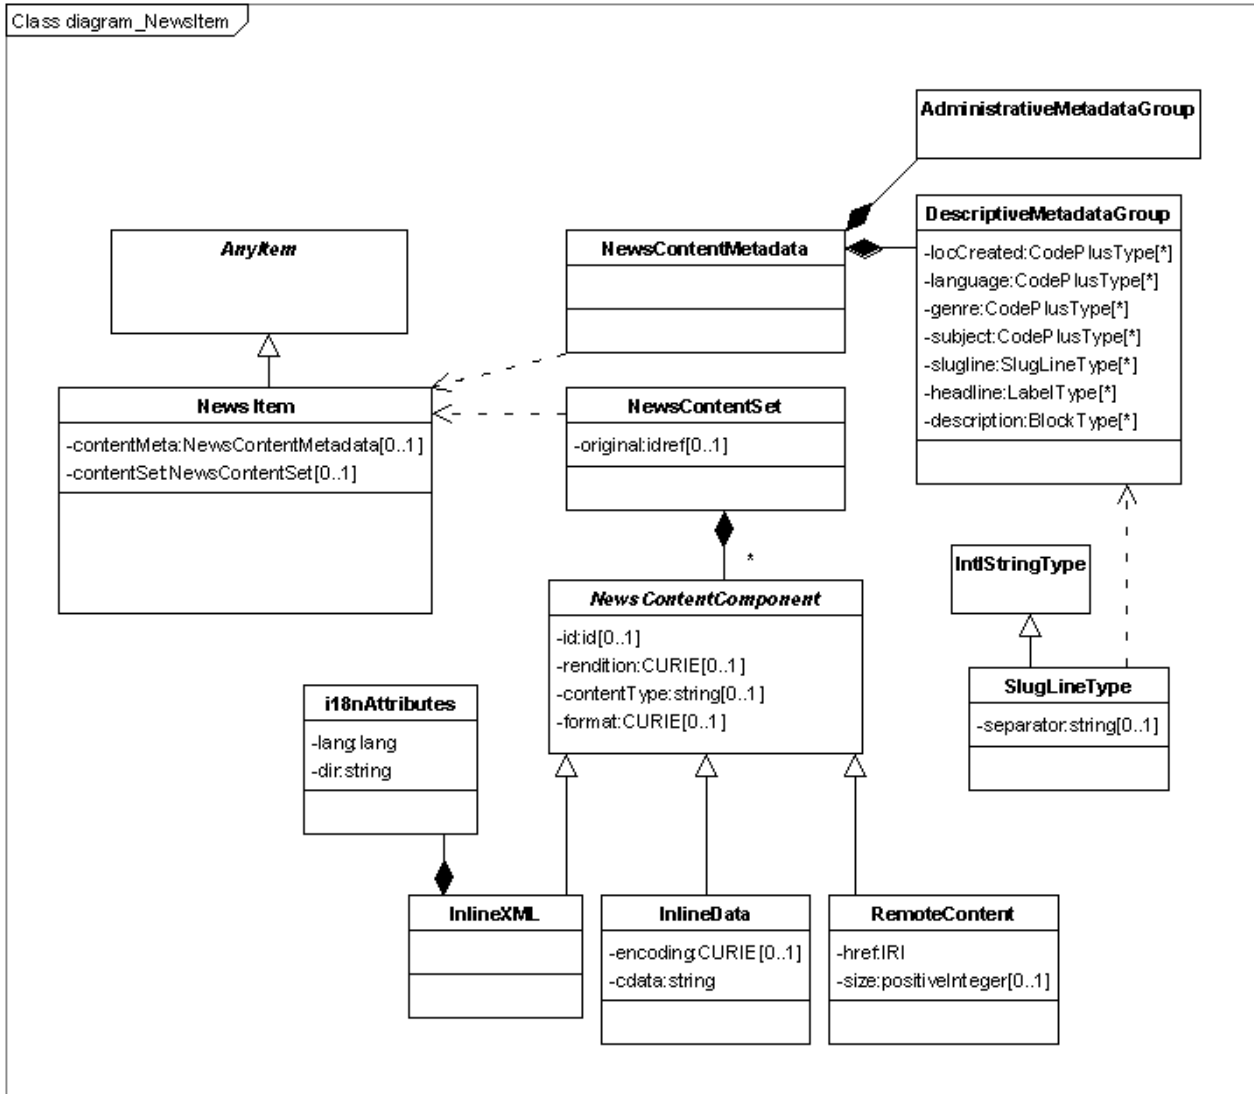 Class diagram_NewsItem
AdministrativeMetadataGroup
DescriptiveMetadataGroup
-locCreated:CodePlusType[*]
-language:CodePlusType[*]
-genre:CodePlusType[*]
-subject:CodePlusType[*]
-slugline:SlugLineType[*]
-headline:LabelType[*]
-description:BlockType[*]
AnyItem
NewsContentMetadata
NewsItem
-contentMeta:NewsContentMetadata[0..1]
-contentSet:NewsContentSet[0..1]
NewsContentSet
-original:idref[0..1]
*
NewsContentComponent
-id:id[0..1]
-rendition:CURIE[0..1]
-contentType:string[0..1]
-format:CURIE[0..1]
IntlStringType
SlugLineType
-separator:string[0..1]
i18nAttributes
-lang:lang
-dir:string
InlineXML
InlineData
-encoding:CURIE[0..1]
-cdata:string
RemoteContent
-href:IRI
-size:positiveInteger[0..1]